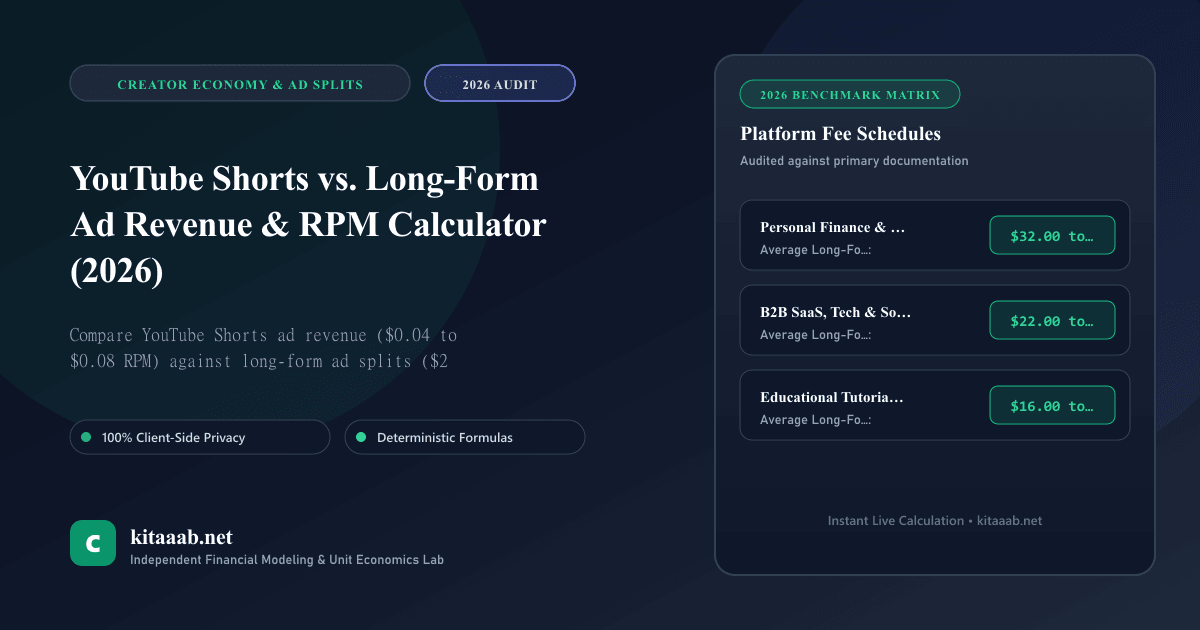 CREATOR ECONOMY & AD SPLITS
2026 AUDIT
YouTube Shorts vs. Long-Form
Ad Revenue & RPM Calculator
(2026)
Compare YouTube Shorts ad revenue ($0.04 to
$0.08 RPM) against long-form ad splits ($2
100% Client-Side Privacy
Deterministic Formulas
C
kitaaab.net
Independent Financial Modeling & Unit Economics Lab
2026 BENCHMARK MATRIX
Platform Fee Schedules
Audited against primary documentation
Personal Finance & …
Average Long-Fo…:
$32.00 to…
B2B SaaS, Tech & So…
Average Long-Fo…:
$22.00 to…
Educational Tutoria…
Average Long-Fo…:
$16.00 to…
Instant Live Calculation • kitaaab.net